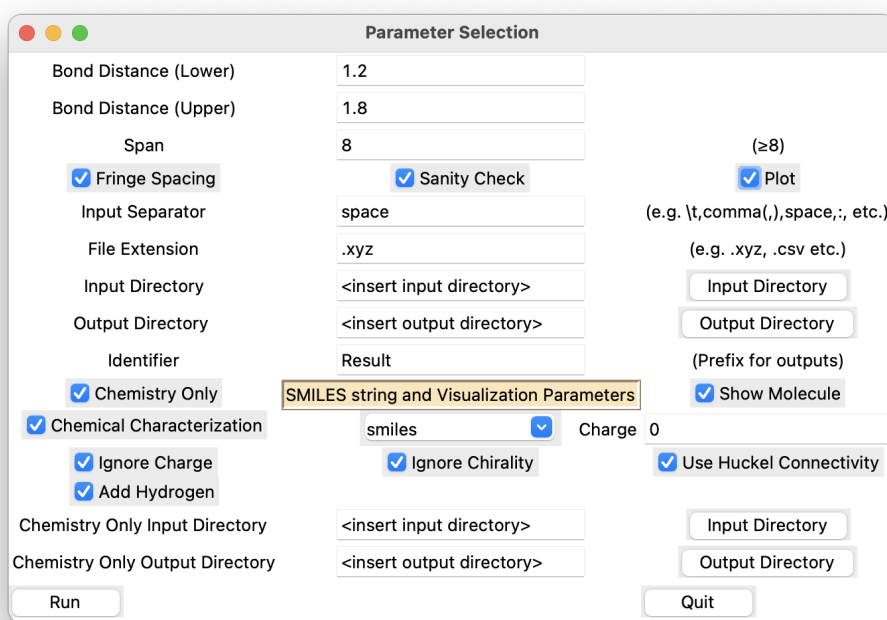 Parameter Selection
Bond Distance (Lower) 1.2
Bond Distance (Upper) 1.8
Span 8 (≥8)
Fringe Spacing Sanity Check Plot
Input Separator space (e.g. \t,comma(,),space,:, etc.)
File Extension .xyz (e.g. .xyz, .csv etc.)
Input Directory <insert input directory> Input Directory
Output Directory <insert output directory> Output Directory
Identifier Result (Prefix for outputs)
Chemistry Only SMILES string and Visualization Parameters Show Molecule
Chemical Characterization smiles Charge 0
Ignore Charge Ignore Chirality Use Huckel Connectivity
Add Hydrogen
Chemistry Only Input Directory <insert input directory> Input Directory
Chemistry Only Output Directory <insert output directory> Output Directory
Run Quit